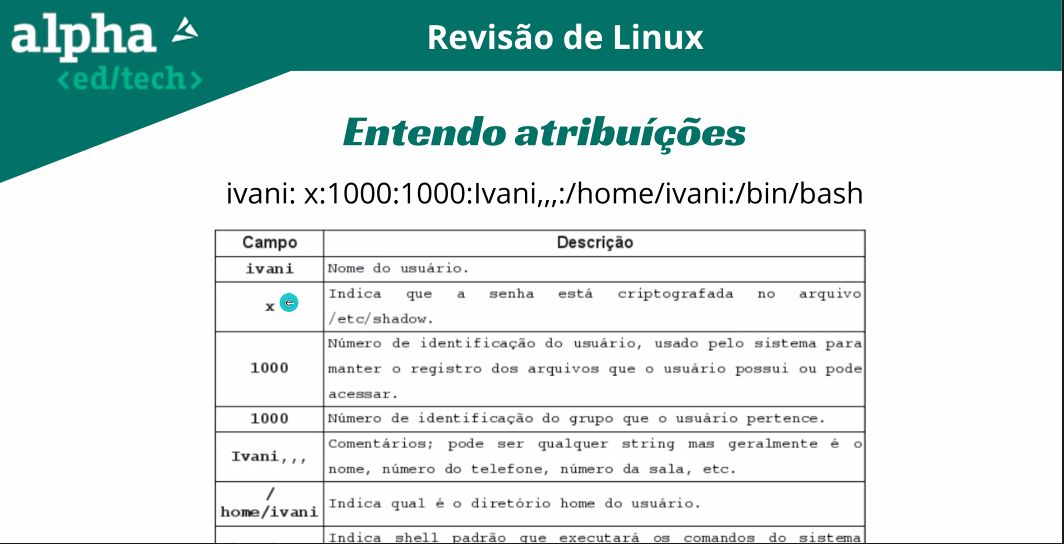 alpha
<ed/tech>
Revisão de Linux
Entendo atribuíções
ivani: x:1000:1000:Ivani,,,:/home/ivani:/bin/bash
Campo Descrição
ivani Nome do usuário.
x Indica que a senha está criptografada no arquivo
/etc/shadow.
1000 Número de identificação do usuário, usado pelo sistema para
manter o registro dos arquivos que o usuário possui ou pode
acessar.
1000 Número de identificação do grupo que o usuário pertence.
Ivani,,, Comentários; pode ser qualquer string mas geralmente é o
nome, número do telefone, número da sala, etc.
/
home/ivani Indica qual é o diretório home do usuário.
Indica shell padrão que executará os comandos do sistema